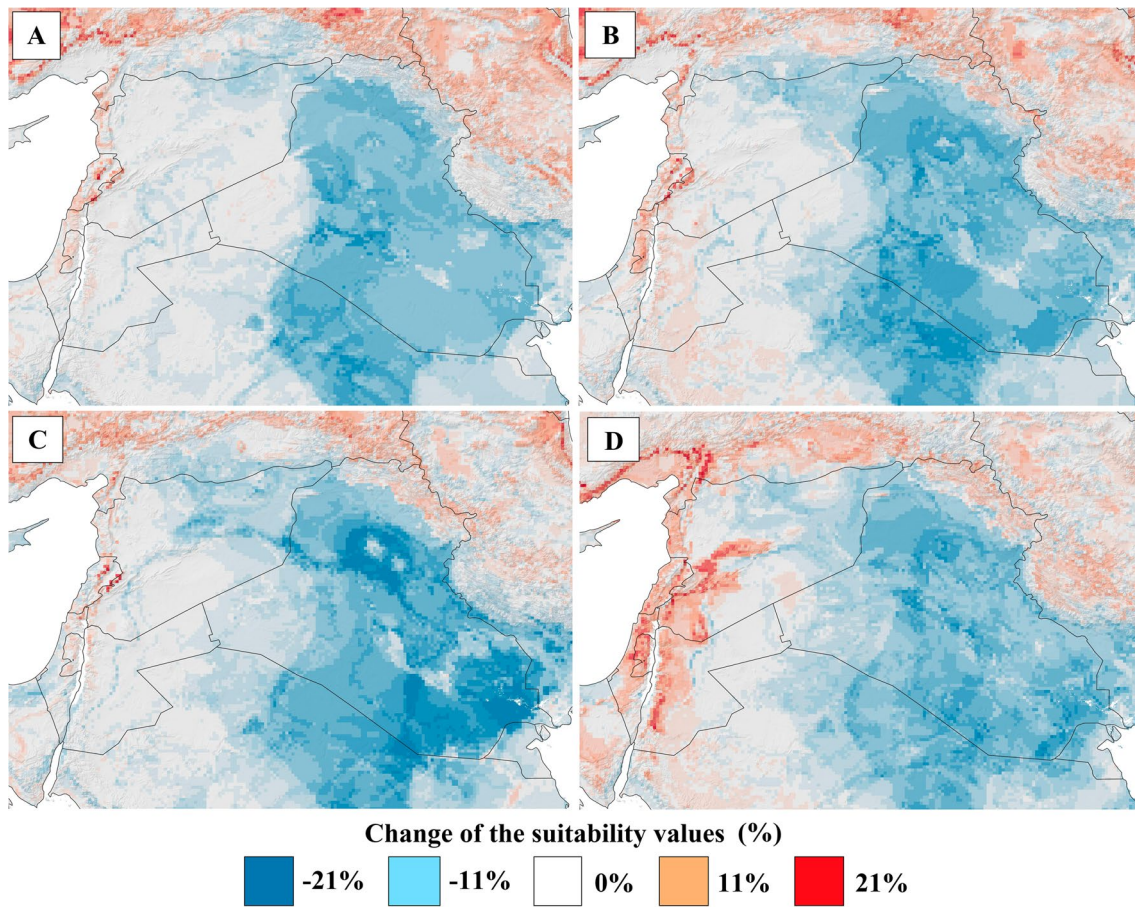 A
B
C
D
Change of the suitability values (%)
-21%
-11%
0%
11%
21%